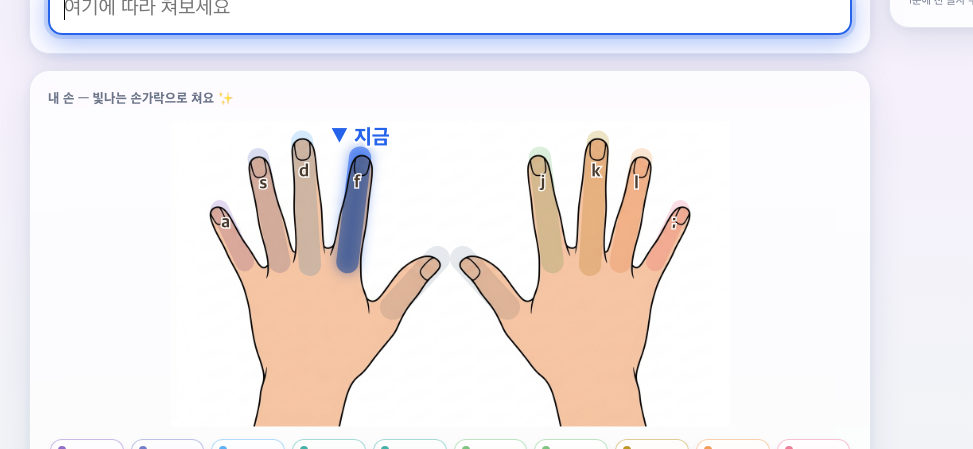 여기에 따라 쳐보세요
내 손 — 빛나는 손가락으로 쳐요 ✨
▼ 지금
a s d f j k l ;